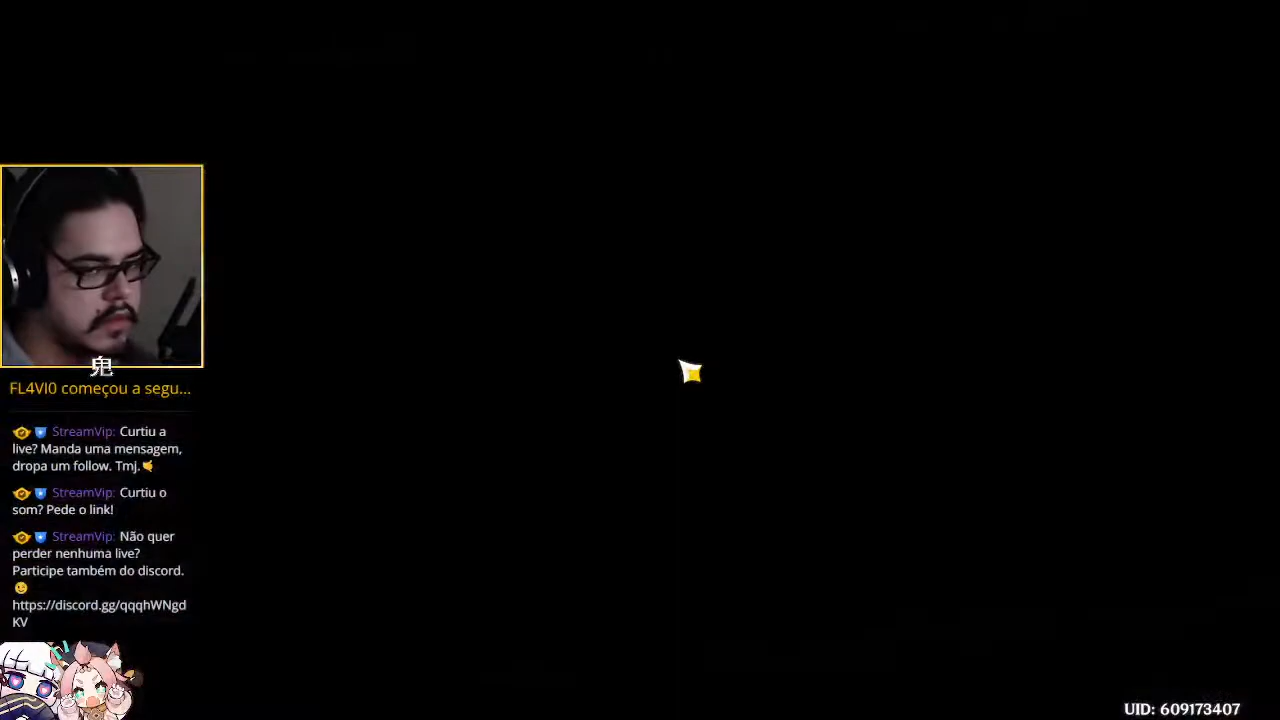 鬼
FL4VI0 começou a segu...
StreamVip: Curtiu a
live? Manda uma mensagem,
dropa um follow. Tmj.🤙
StreamVip: Curtiu o
som? Pede o link!
StreamVip: Não quer
perder nenhuma live?
Participe também do discord.
😉
https://discord.gg/qqqhWNgd
KV
UID: 609173407